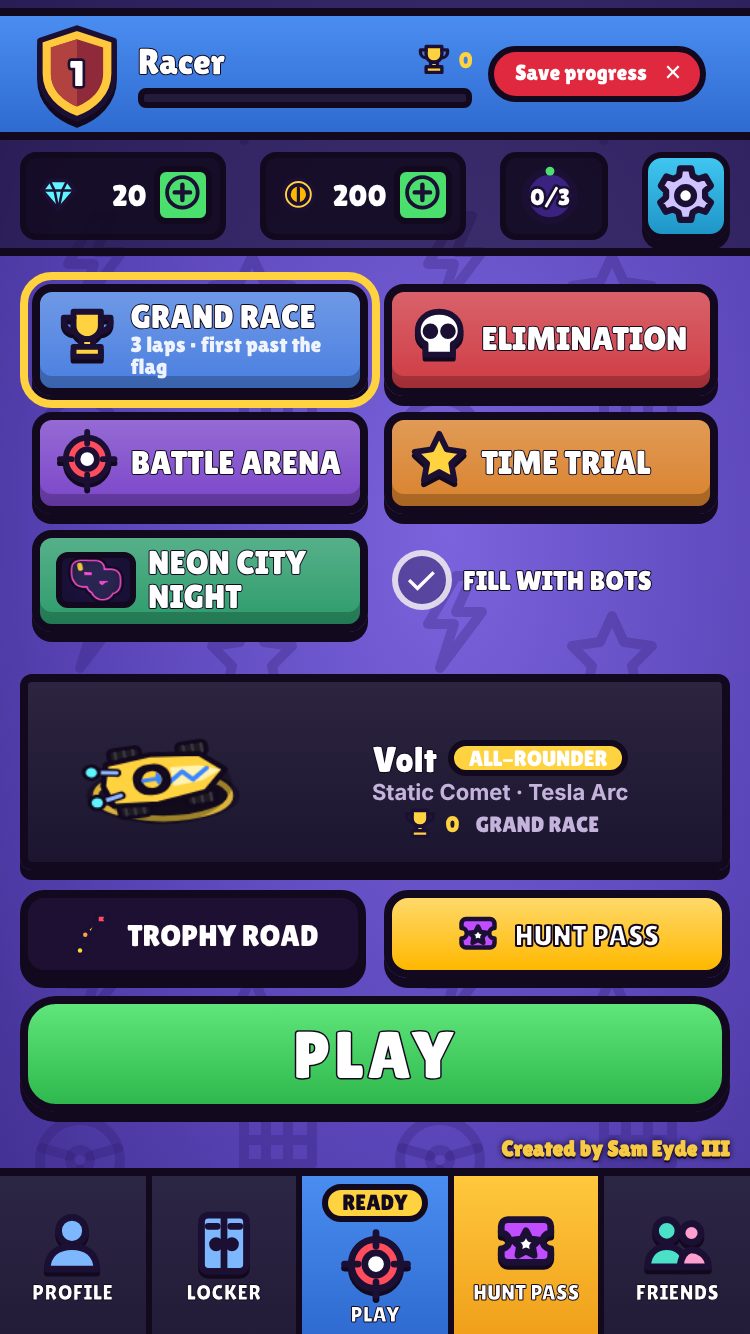 1
Racer
0
Save progress ×
20
200
0/3
GRAND RACE
3 laps · first past the
flag
ELIMINATION
BATTLE ARENA
TIME TRIAL
NEON CITY
NIGHT
FILL WITH BOTS
Volt
ALL-ROUNDER
Static Comet · Tesla Arc
0 GRAND RACE
TROPHY ROAD
HUNT PASS
PLAY
Created by Sam Eyde III
PROFILE
LOCKER
READY
PLAY
HUNT PASS
FRIENDS